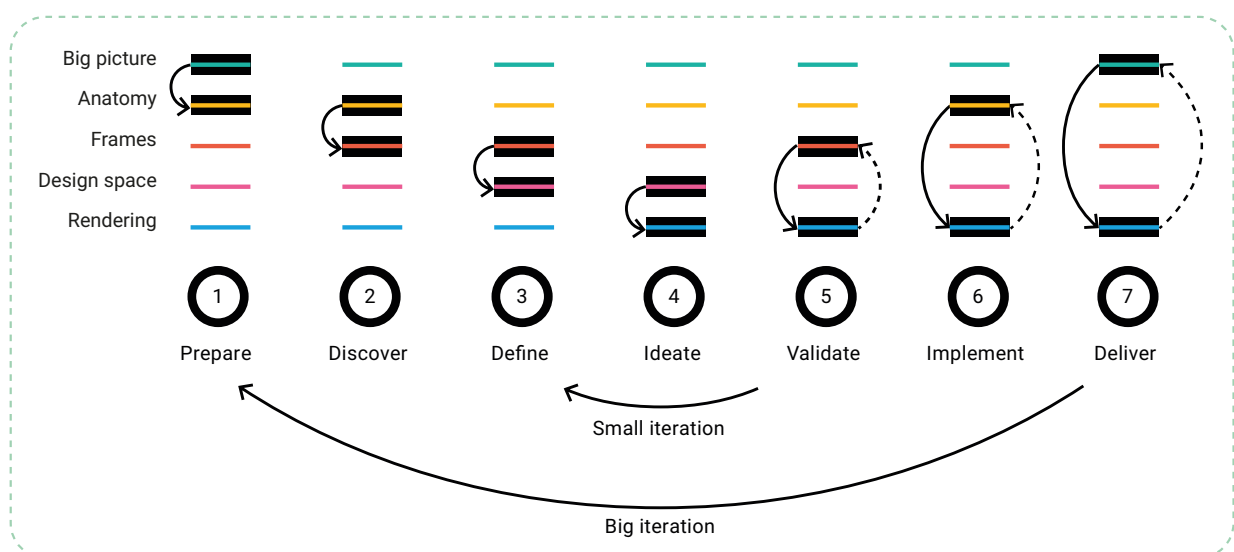 Big picture
Anatomy
Frames
Design space
Rendering
1
2
3
4
5
6
7
Prepare
Discover
Define
Ideate
Validate
Implement
Deliver
Small iteration
Big iteration